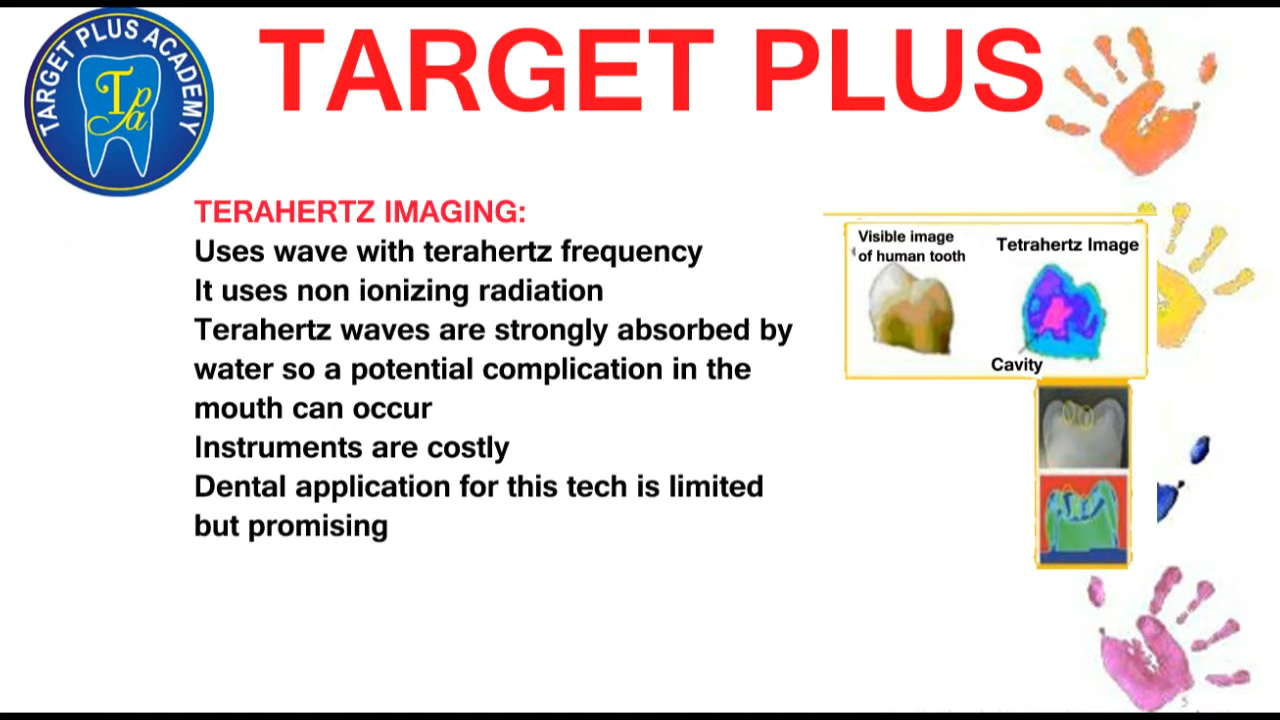 TARGET PLUS ACADEMY
T P a
TARGET PLUS
TERAHERTZ IMAGING:
Uses wave with terahertz frequency
It uses non ionizing radiation
Terahertz waves are strongly absorbed by
water so a potential complication in the
mouth can occur
Instruments are costly
Dental application for this tech is limited
but promising
Visible image
of human tooth
Tetrahertz Image
Cavity